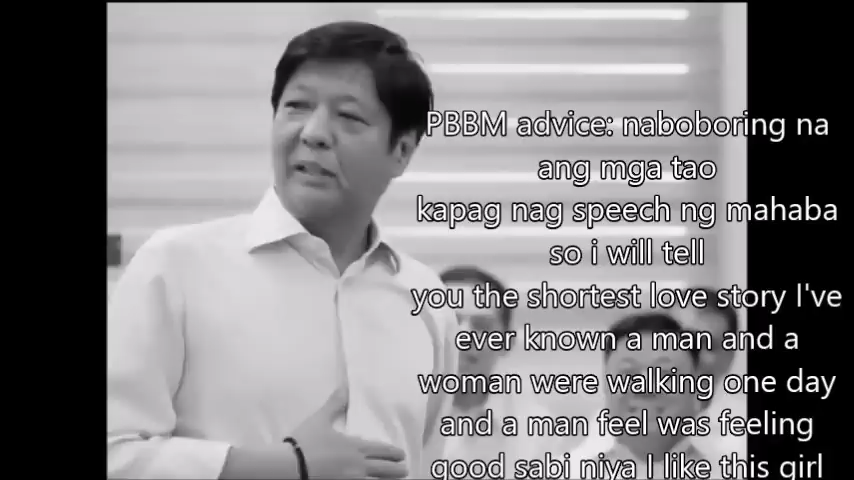 PBBM advice: naboboring na
ang mga tao
kapag nag speech ng mahaba
so i will tell
you the shortest love story I've
ever known a man and a
woman were walking one day
and a man feel was feeling
good sabi niya I like this girl